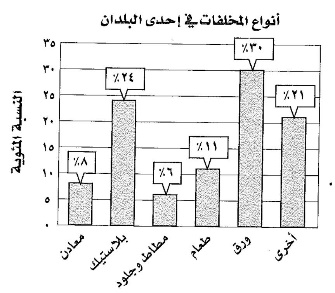 أنواع المخلفات في إحدى البلدان
النسبة المئوية
٣٥
٣٠
٢٥
٢٠
١٥
١٠
٥
٠
٪٨
٪٢٤
٪٦
٪١١
٪٣٠
٪٢١
معادن
بلاستيك
مطاط وجلود
طعام
ورق
أخرى